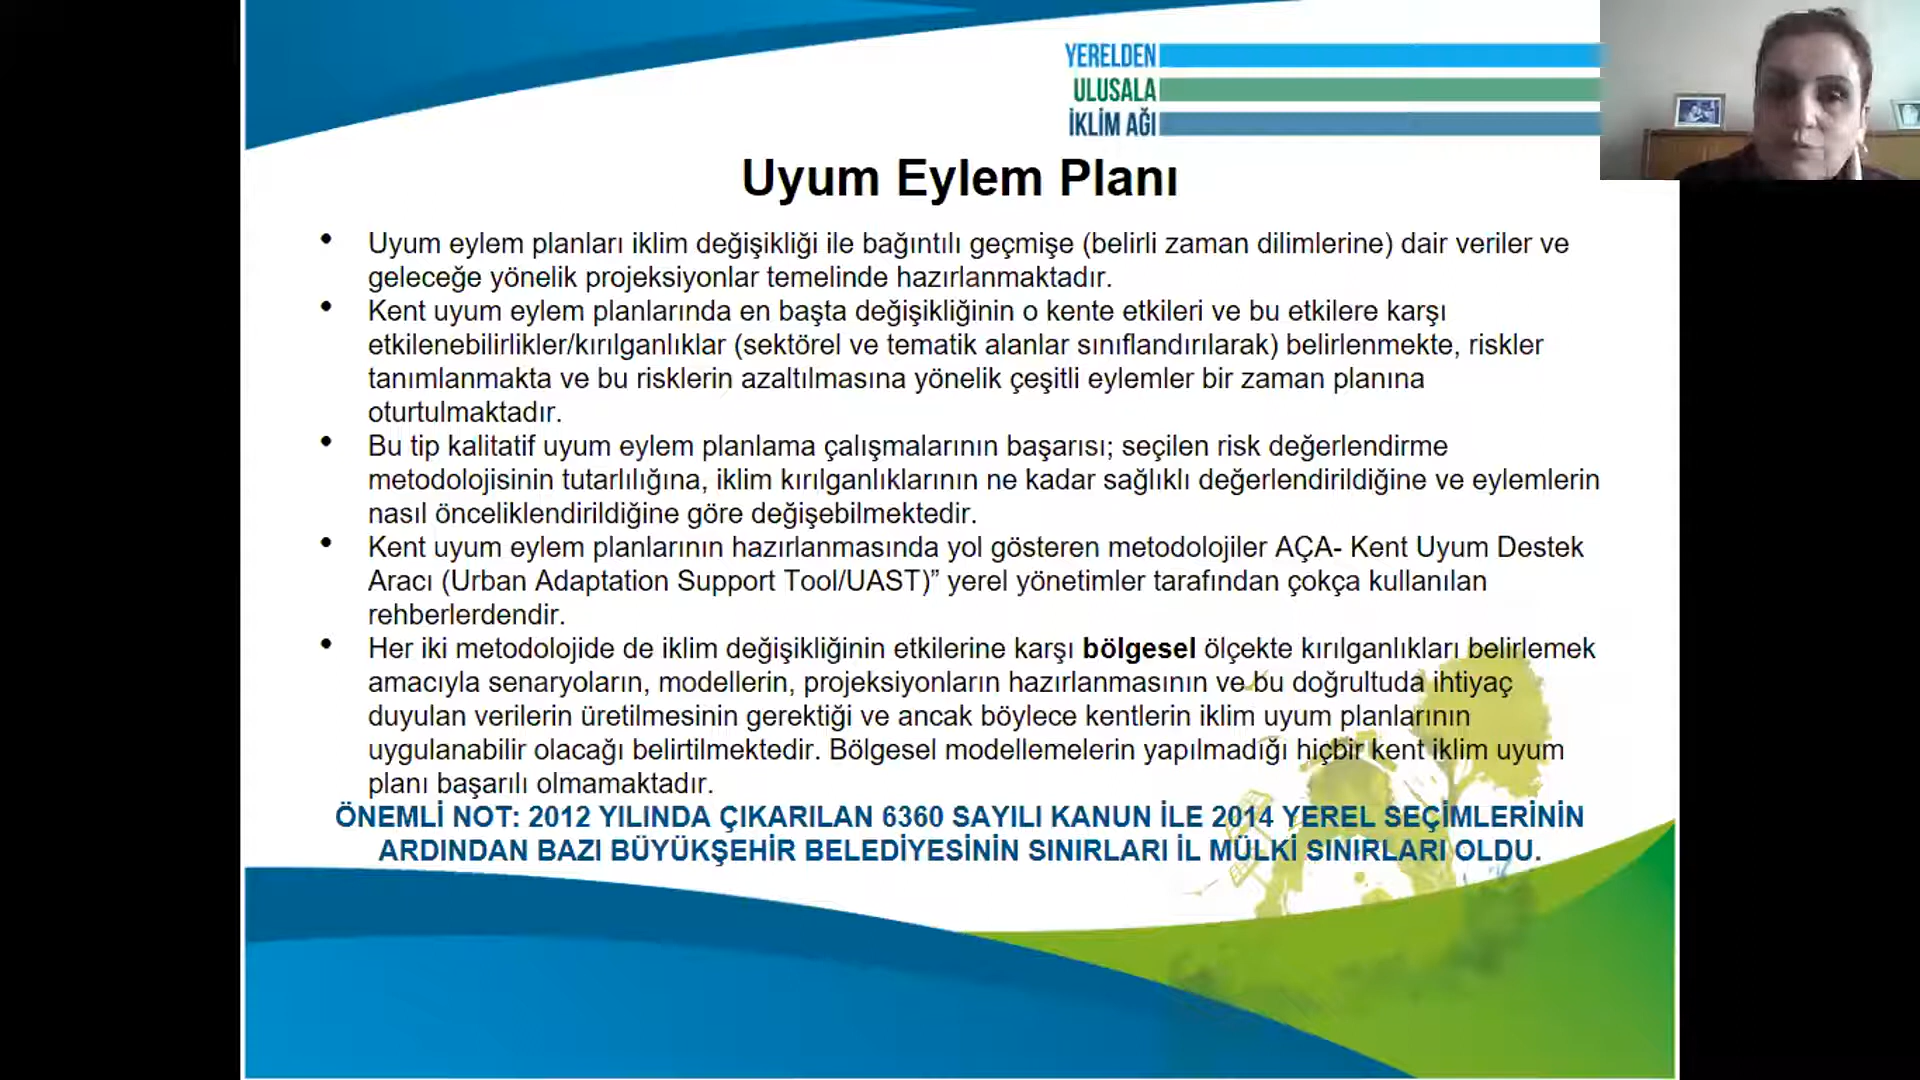 YERELDEN
ULUSALA
İKLİM AĞI
Uyum Eylem Planı
• Uyum eylem planları iklim değişikliği ile bağıntılı geçmişe (belirli zaman dilimlerine) dair veriler ve
geleceğe yönelik projeksiyonlar temelinde hazırlanmaktadır.
• Kent uyum eylem planlarında en başta değişikliğinin o kente etkileri ve bu etkilere karşı
etkilenebilirlikler/kırılganlıklar (sektörel ve tematik alanlar sınıflandırılarak) belirlenmekte, riskler
tanımlanmakta ve bu risklerin azaltılmasına yönelik çeşitli eylemler bir zaman planına
oturtulmaktadır.
• Bu tip kalitatif uyum eylem planlama çalışmalarının başarısı; seçilen risk değerlendirme
metodolojisinin tutarlılığına, iklim kırılganlıklarının ne kadar sağlıklı değerlendirildiğine ve eylemlerin
nasıl önceliklendirildiğine göre değişebilmektedir.
• Kent uyum eylem planlarının hazırlanmasında yol gösteren metodolojiler AÇA- Kent Uyum Destek
Aracı (Urban Adaptation Support Tool/UAST)” yerel yönetimler tarafından çokça kullanılan
rehberlerdendir.
• Her iki metodolojide de iklim değişikliğinin etkilerine karşı bölgesel ölçekte kırılganlıkları belirlemek
amacıyla senaryoların, modellerin, projeksiyonların hazırlanmasının ve bu doğrultuda ihtiyaç
duyulan verilerin üretilmesinin gerektiği ve ancak böylece kentlerin iklim uyum planlarının
uygulanabilir olacağı belirtilmektedir. Bölgesel modellemelerin yapılmadığı hiçbir kent iklim uyum
planı başarılı olmamaktadır.
ÖNEMLİ NOT: 2012 YILINDA ÇIKARILAN 6360 SAYILI KANUN İLE 2014 YEREL SEÇİMLERİNİN
ARDINDAN BAZI BÜYÜKŞEHİR BELEDİYESİNİN SINIRLARI İL MÜLKİ SINIRLARI OLDU.